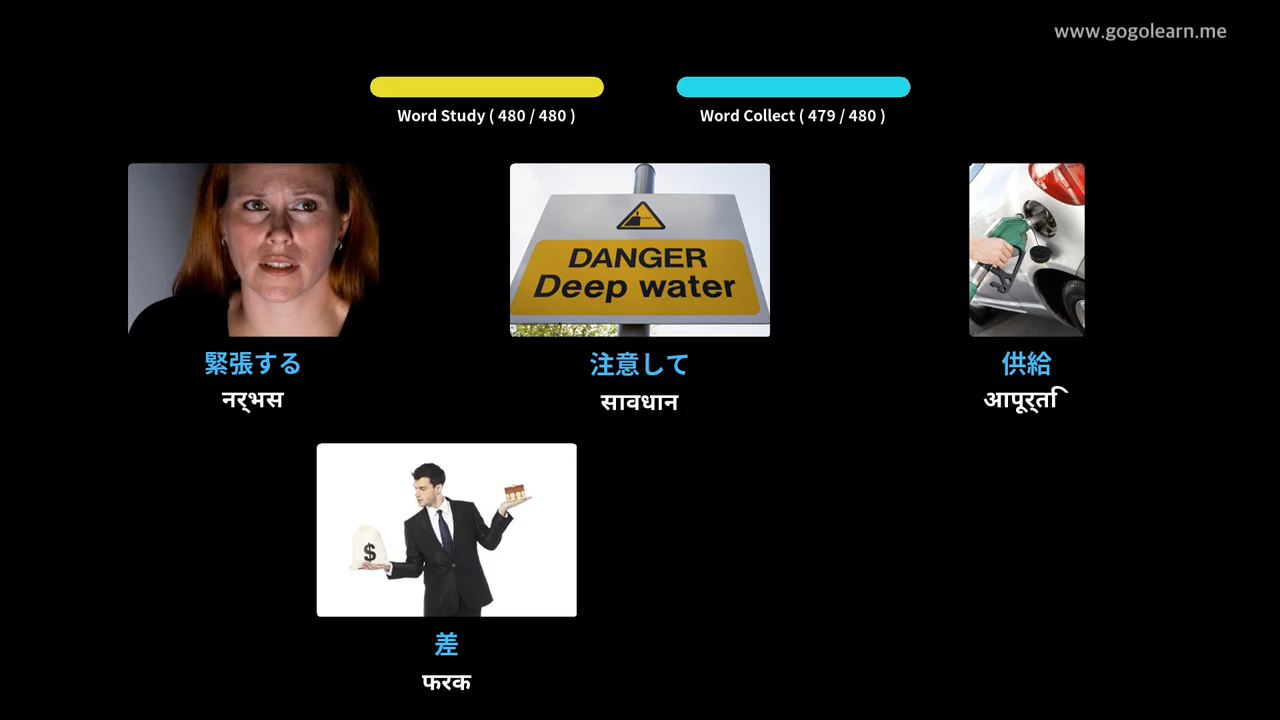 www.gogolearn.me
Word Study ( 480 / 480 )
Word Collect ( 479 / 480 )
DANGER
Deep water
緊張する
नर्भस
注意して
सावधान
供給
आपूर्ति
$
差
फरक